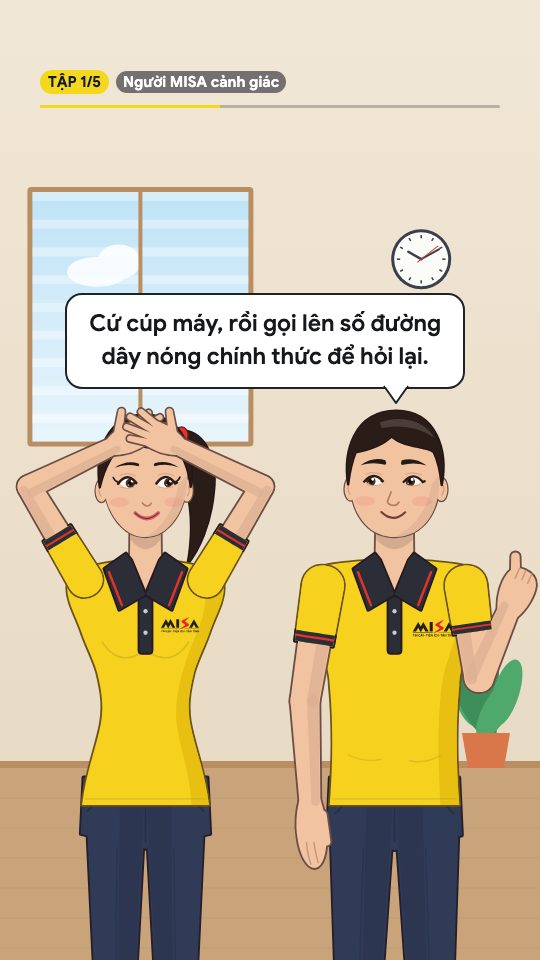 TẬP 1/5 Người MISA cảnh giác
Cứ cúp máy, rồi gọi lên số đường
dây nóng chính thức để hỏi lại.
MISA
MISA